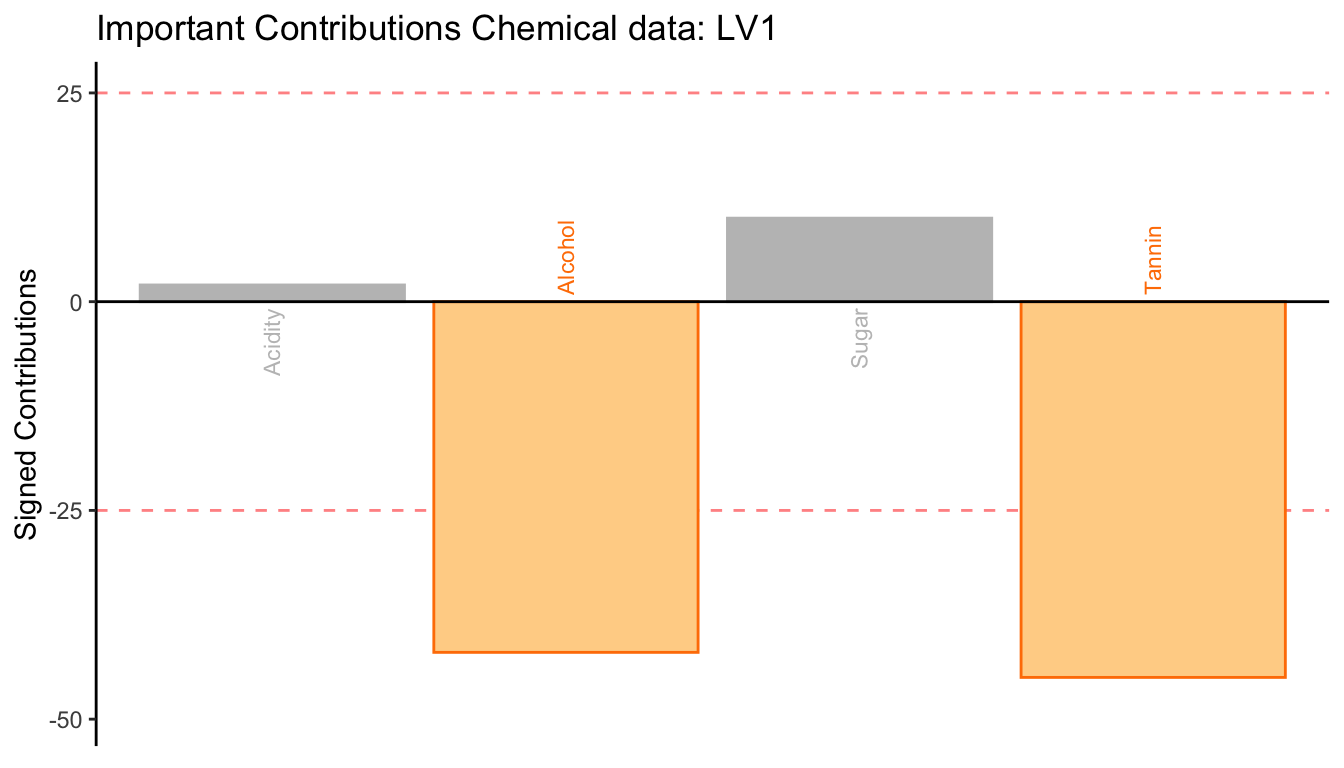 Important Contributions Chemical data: LV1
Signed Contributions
25
0
-25
-50
Acidity
Alcohol
Sugar
Tannin